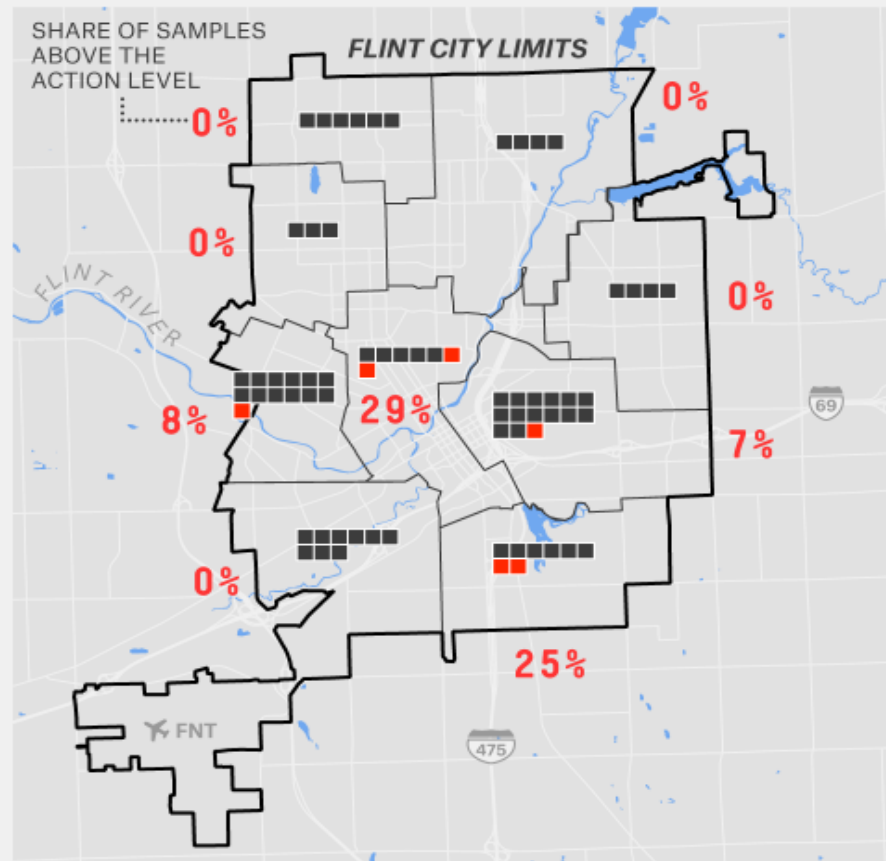 SHARE OF SAMPLES
ABOVE THE
ACTION LEVEL
FLINT CITY LIMITS
0%
0%
0%
FLINT RIVER
0%
8%
29%
69
7%
0%
25%
FNT
475